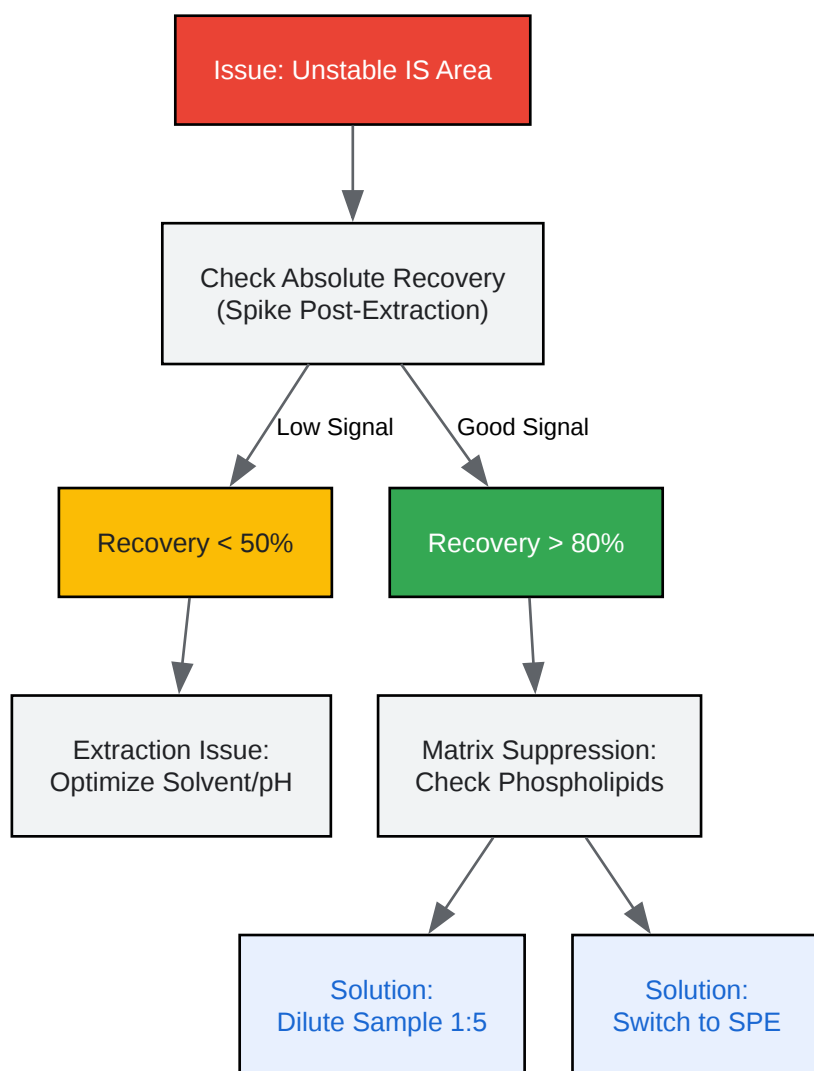 Issue: Unstable IS Area
Check Absolute Recovery
(Spike Post-Extraction)
Low Signal
Good Signal
Recovery < 50%
Recovery > 80%
Extraction Issue:
Optimize Solvent/pH
Matrix Suppression:
Check Phospholipids
Solution:
Dilute Sample 1:5
Solution:
Switch to SPE